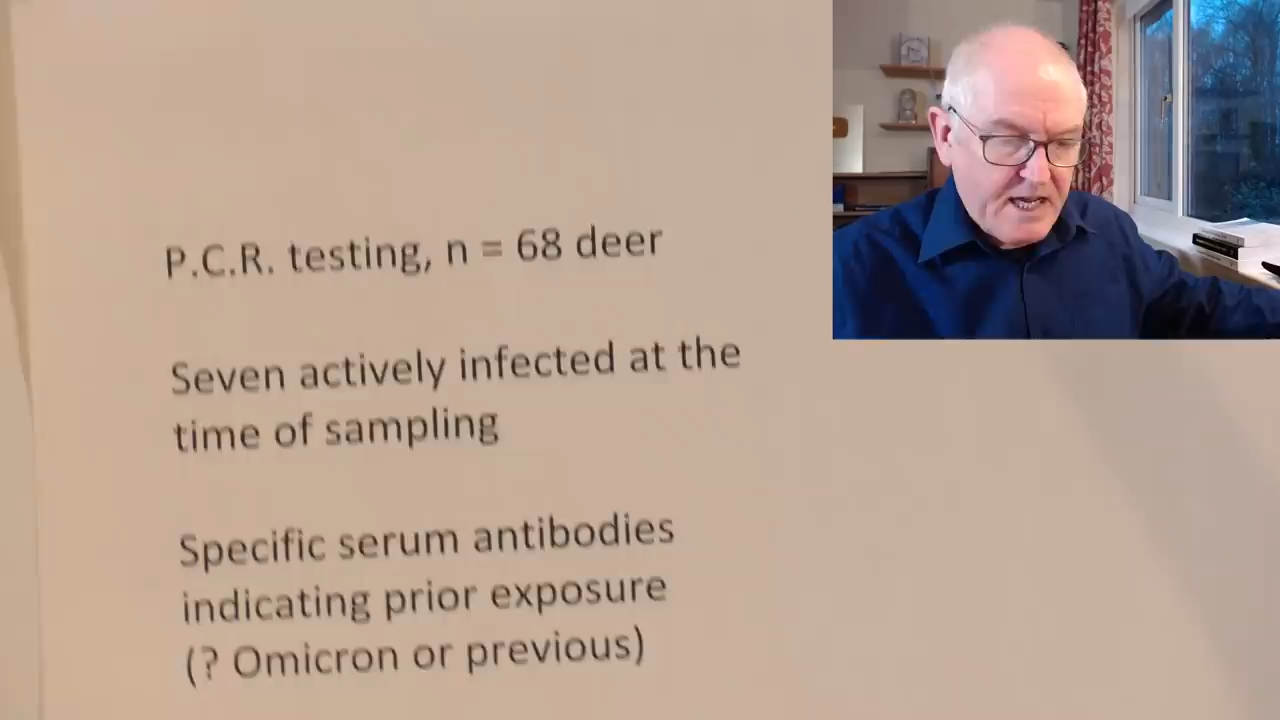 P.C.R. testing, n = 68 deer
Seven actively infected at the
time of sampling
Specific serum antibodies
indicating prior exposure
(? Omicron or previous)